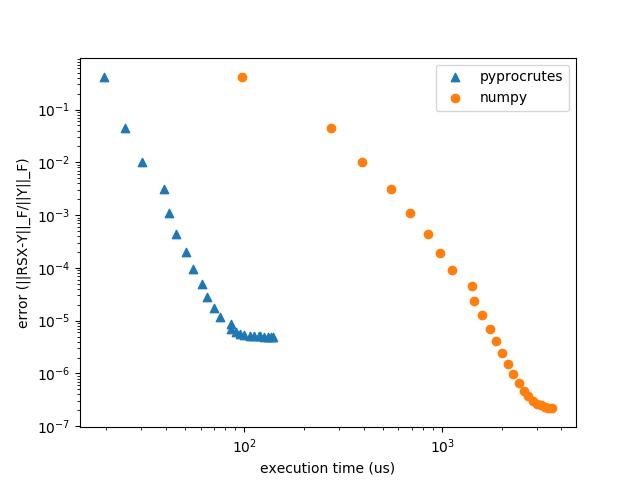 pyprocrutes
numpy
10⁻¹
10⁻²
10⁻³
10⁻⁴
10⁻⁵
10⁻⁶
10⁻⁷
error (||RSX-Y||_F/||Y||_F)
10² 10³
execution time (us)